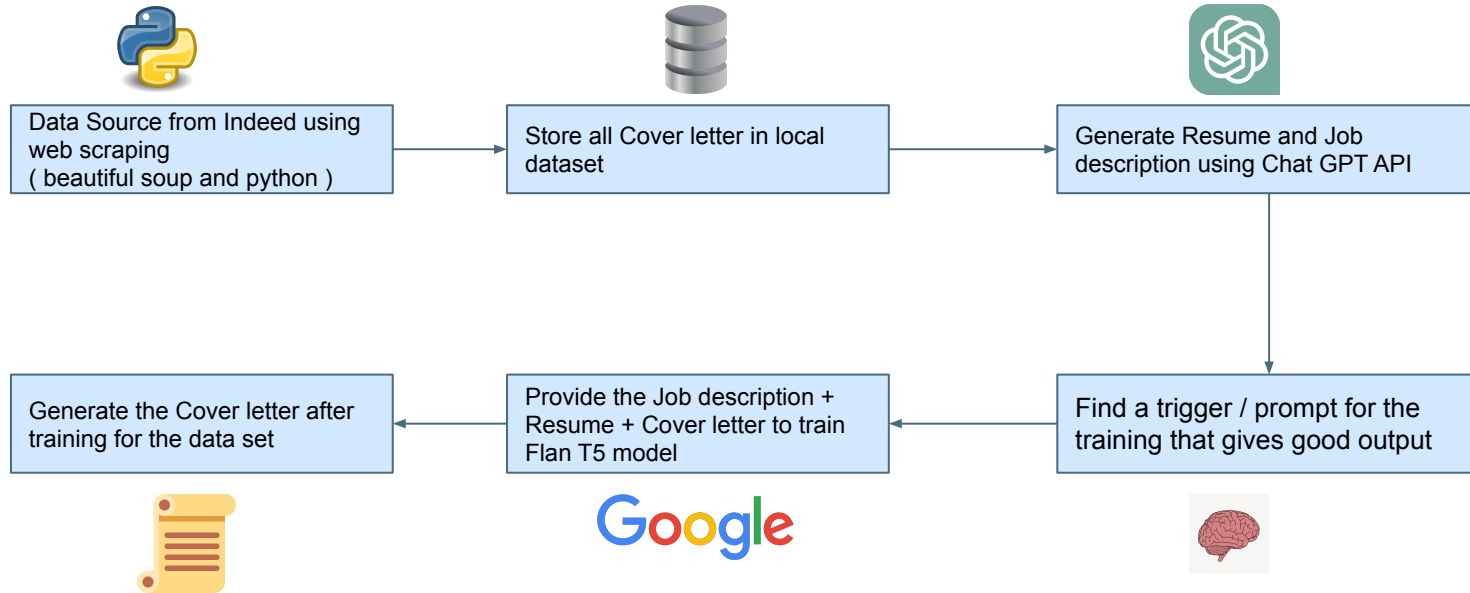 Data Source from Indeed using
web scraping
( beautiful soup and python )
Store all Cover letter in local
dataset
Generate Resume and Job
description using Chat GPT API
Find a trigger / prompt for the
training that gives good output
Provide the Job description +
Resume + Cover letter to train
Flan T5 model
Generate the Cover letter after
training for the data set
Google